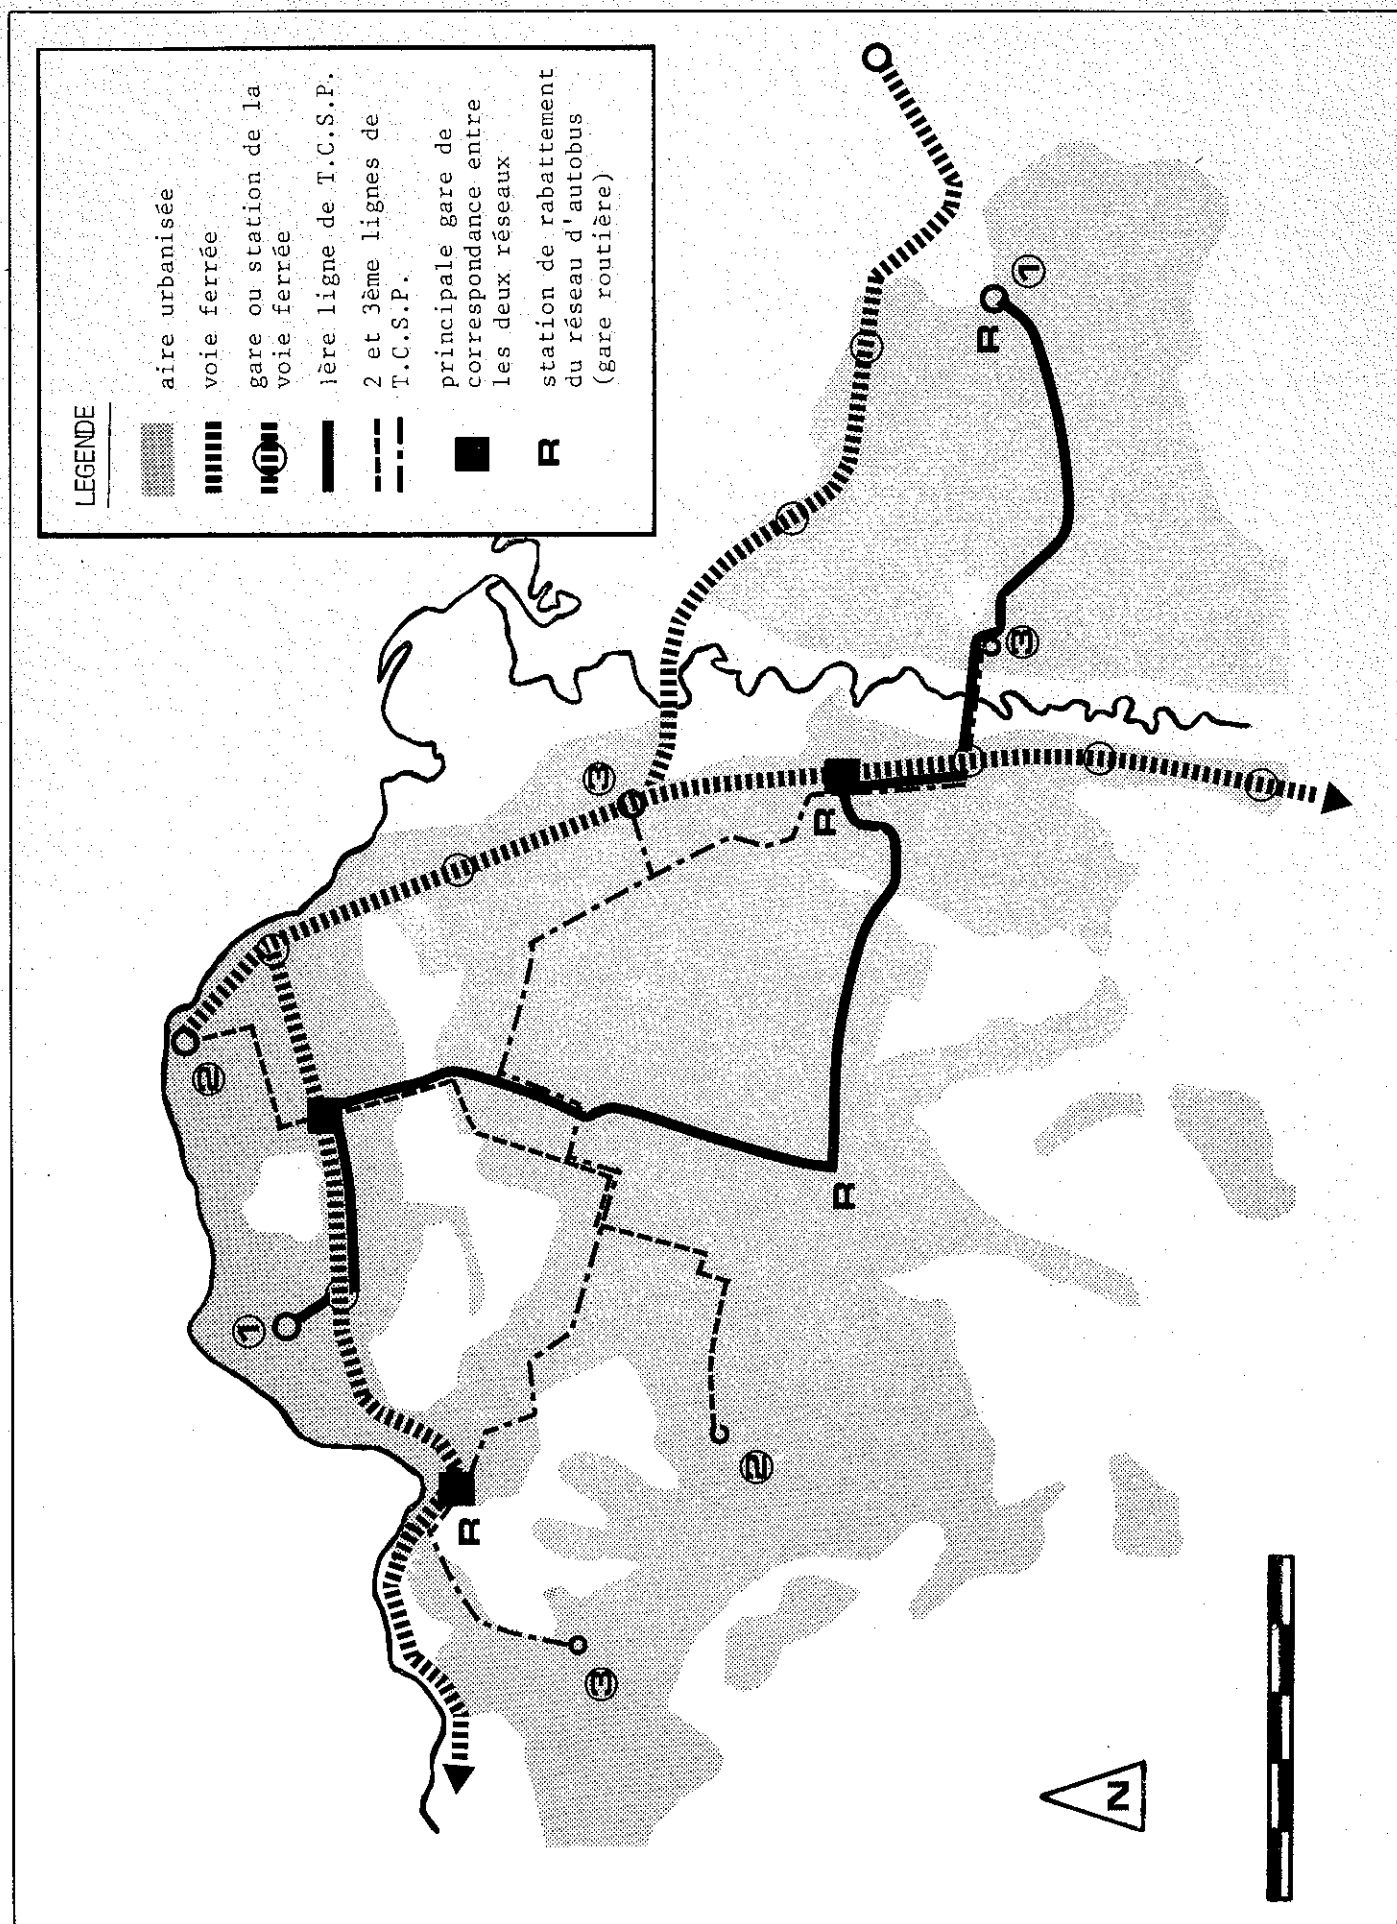 LEGENDE
aire urbanisée
voie ferrée
gare ou station de la
voie ferrée
1ère ligne de T.C.S.P.
2 et 3ème lignes de
T.C.S.P.
principale gare de
correspondance entre
les deux réseaux
R
station de rabattement
du réseau d'autobus
(gare routière)
2
1
3
R
1
R
3
R
R
2
R
3
N